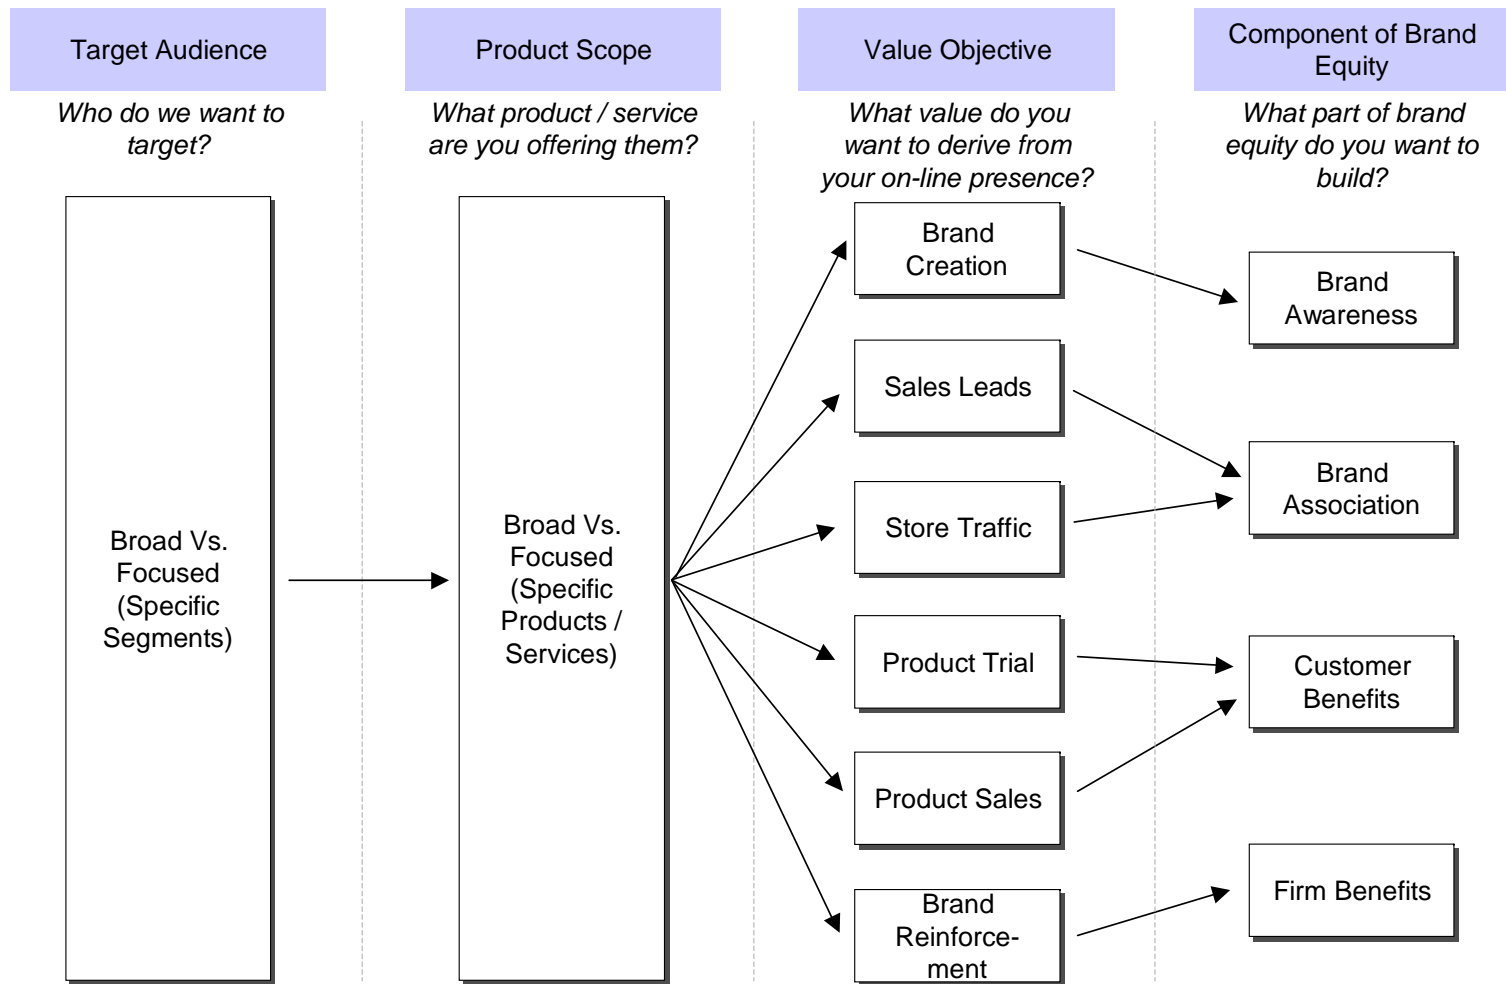 Target Audience
Product Scope
Value Objective
Component of Brand
Equity
Who do we want to
target?
What product / service
are you offering them?
What value do you
want to derive from
your on-line presence?
What part of brand
equity do you want to
build?
Broad Vs.
Focused
(Specific
Segments)
Broad Vs.
Focused
(Specific
Products /
Services)
Brand
Creation
Sales Leads
Store Traffic
Product Trial
Product Sales
Brand
Reinforce-
ment
Brand
Awareness
Brand
Association
Customer
Benefits
Firm Benefits